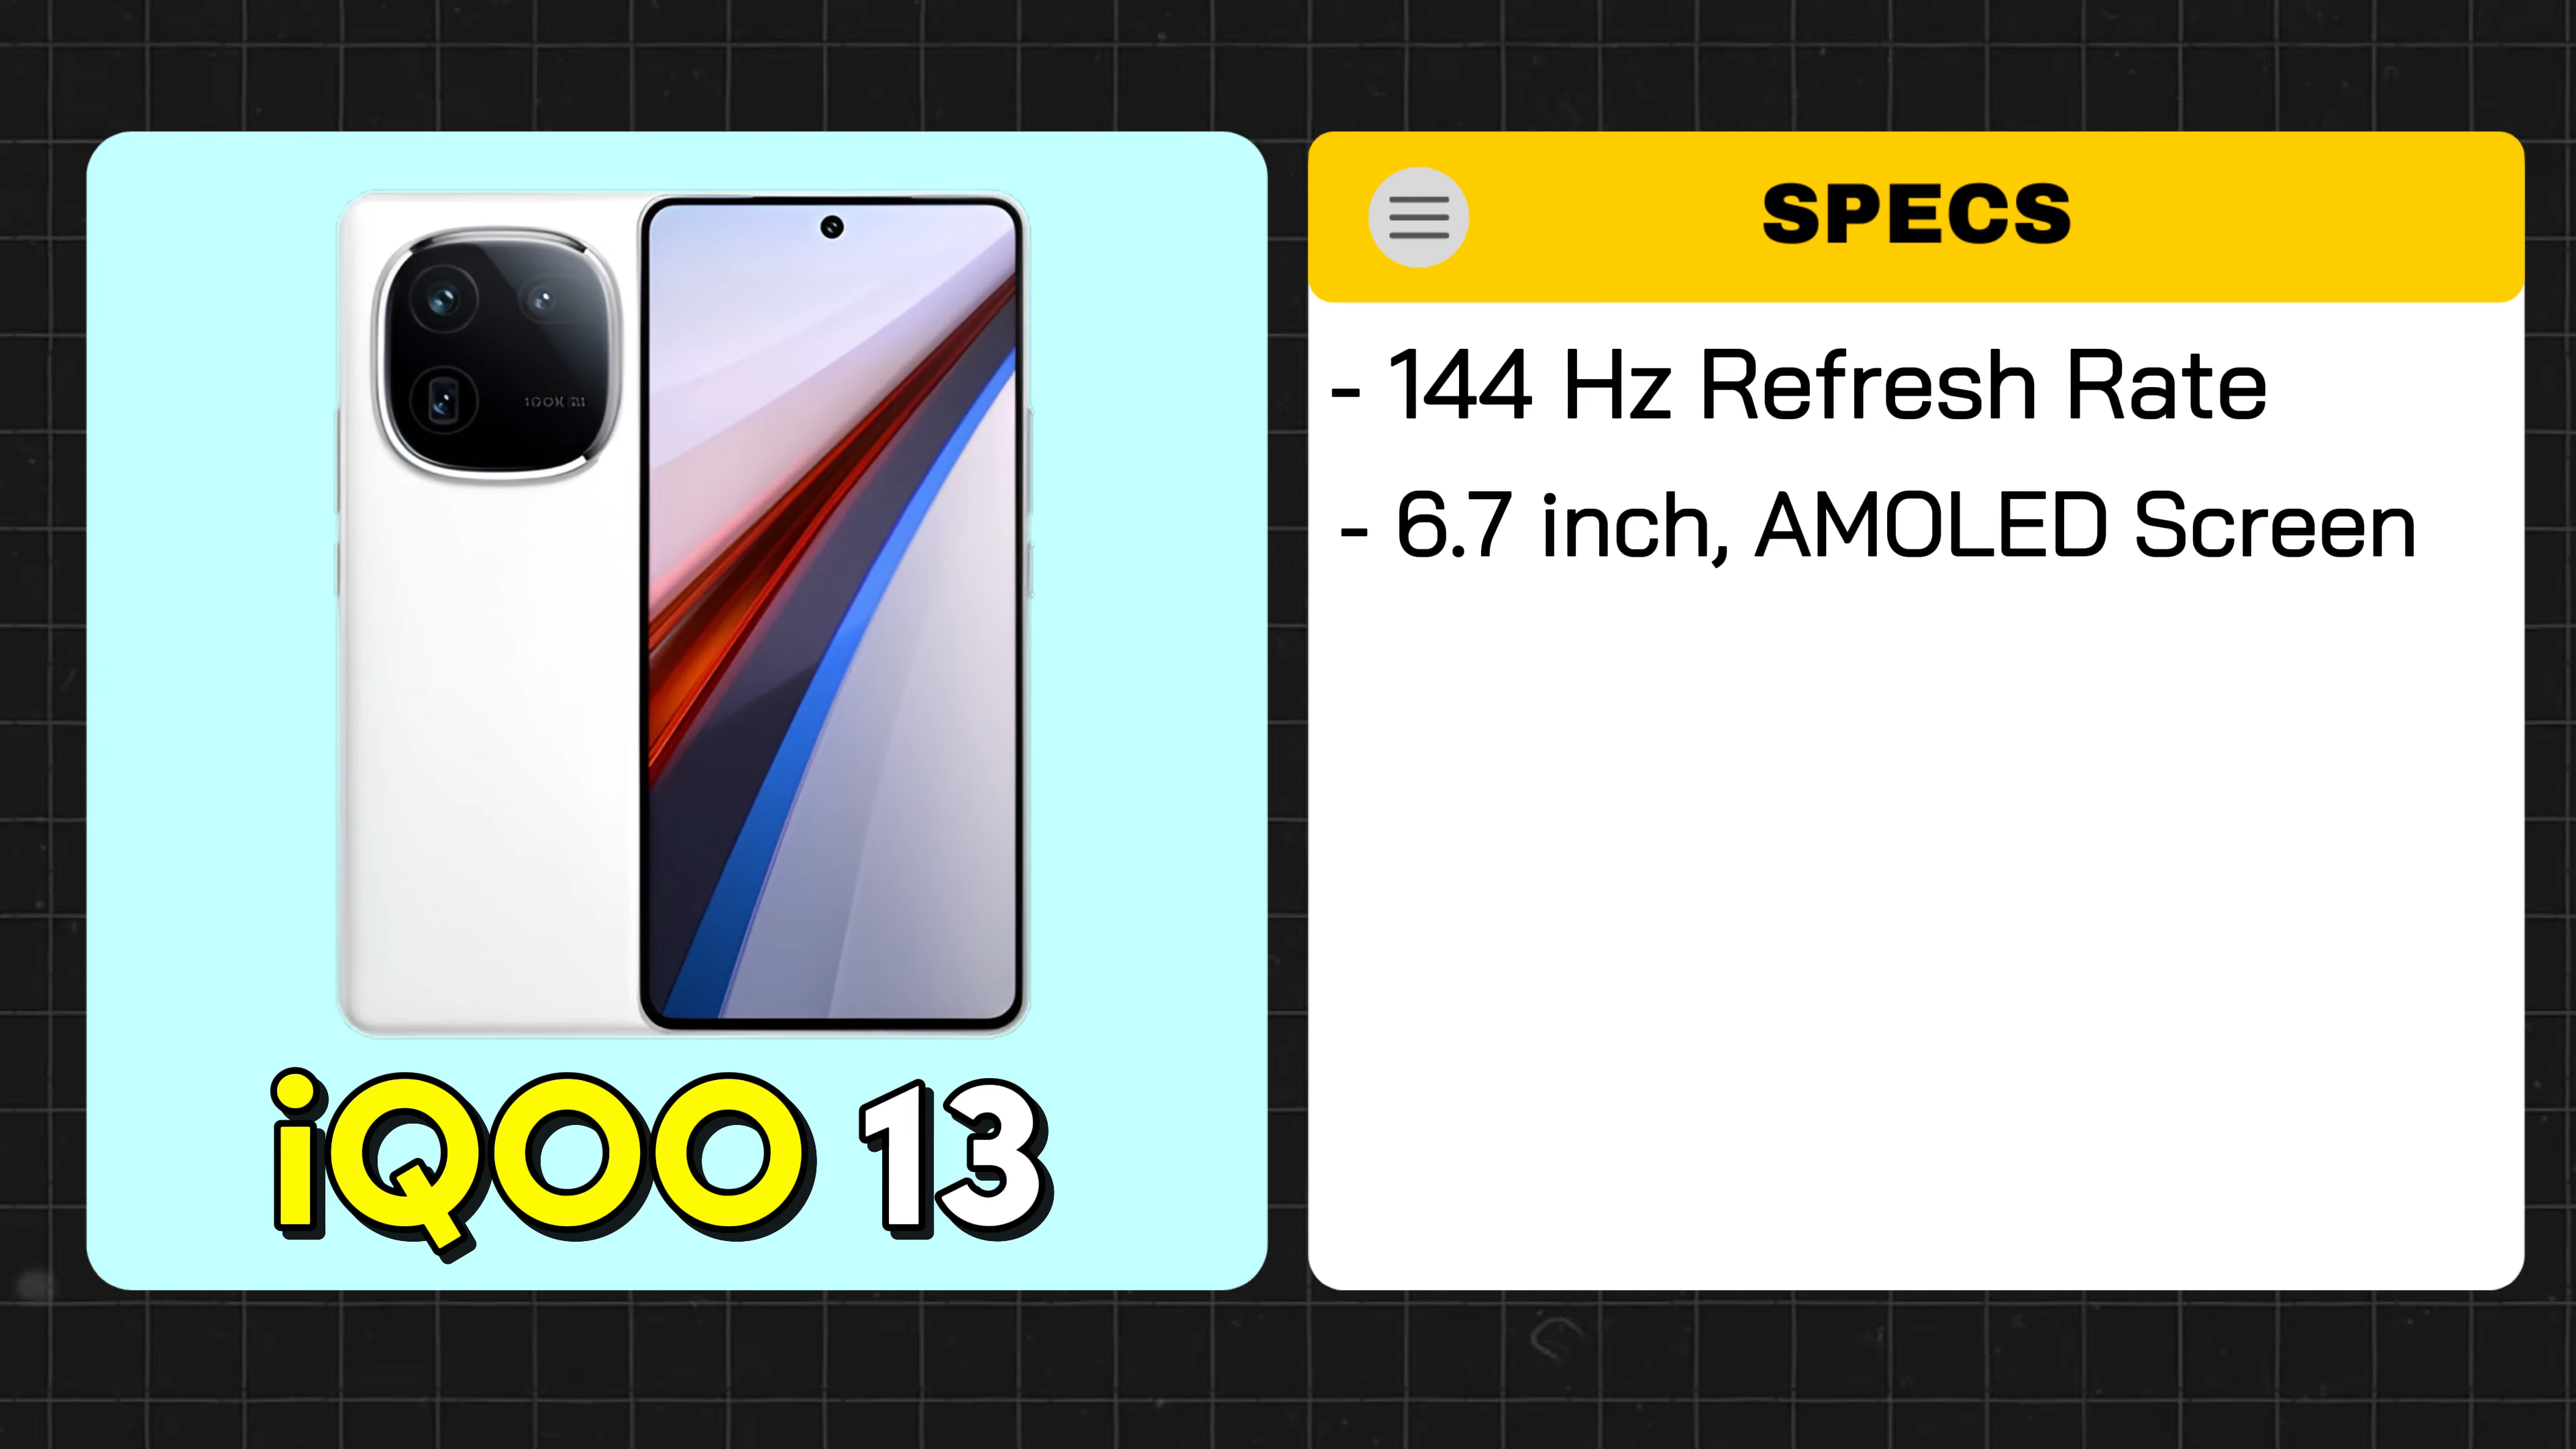 SPECS
- 144 Hz Refresh Rate
- 6.7 inch, AMOLED Screen
iQOO 13